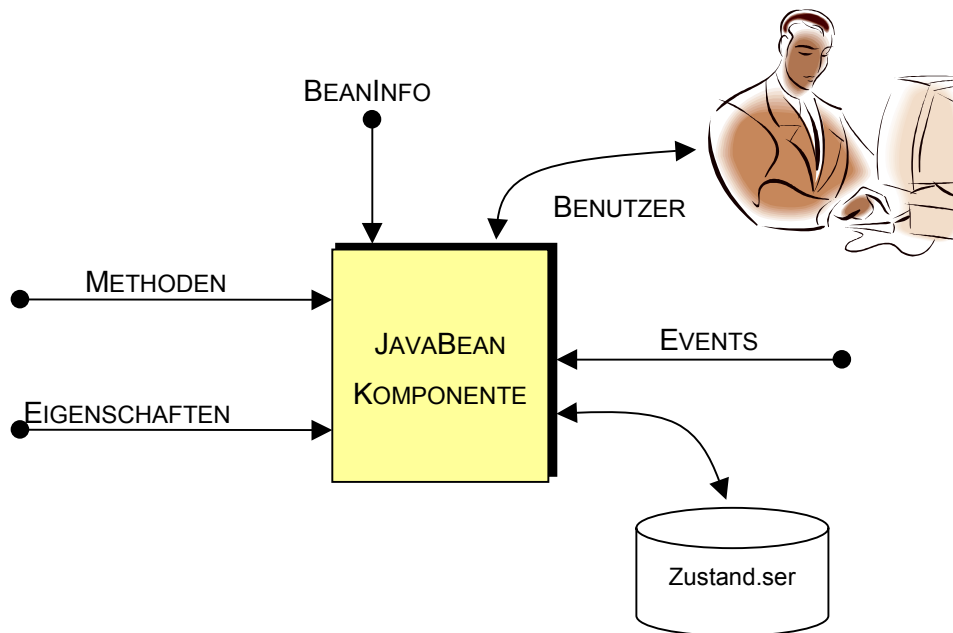 BEANINFO
BENUTZER
METHODEN
JAVABEAN
KOMPONENTE
EVENTS
EIGENSCHAFTEN
Zustand.ser